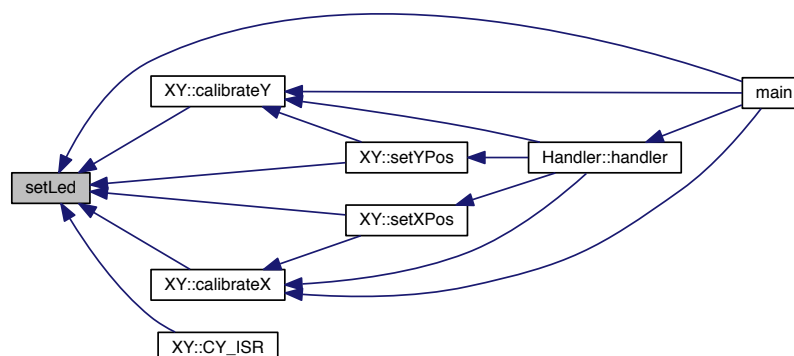 XY::calibrateY
main
XY::setYPos
Handler::handler
setLed
XY::setXPos
XY::calibrateX
XY::CY_ISR